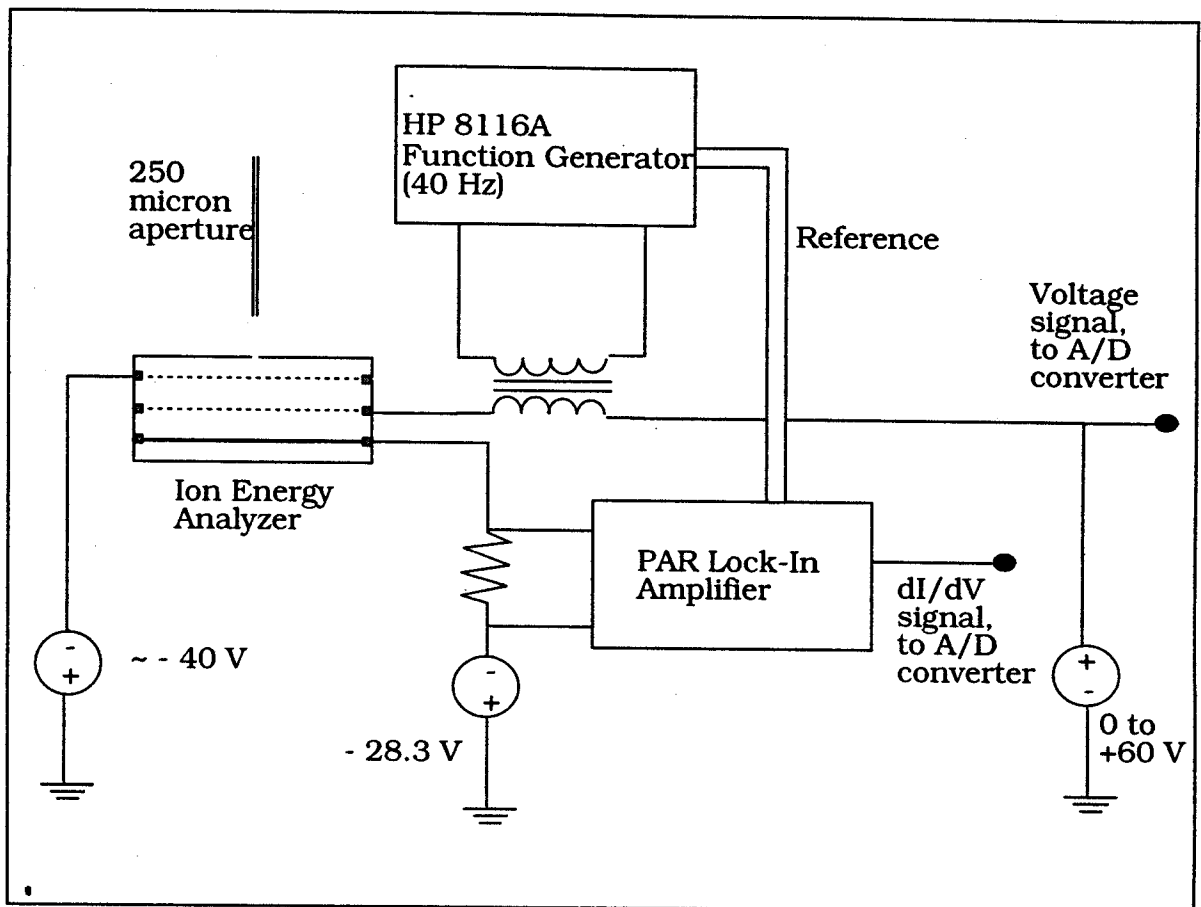 HP 8116A
Function Generator
(40 Hz)
250
micron
aperture
Reference
Voltage
signal,
to A/D
converter
Ion Energy
Analyzer
PAR Lock-In
Amplifier
dI/dV
signal,
to A/D
converter
-
+
~ - 40 V
-
+
- 28.3 V
+
-
0 to
+60 V